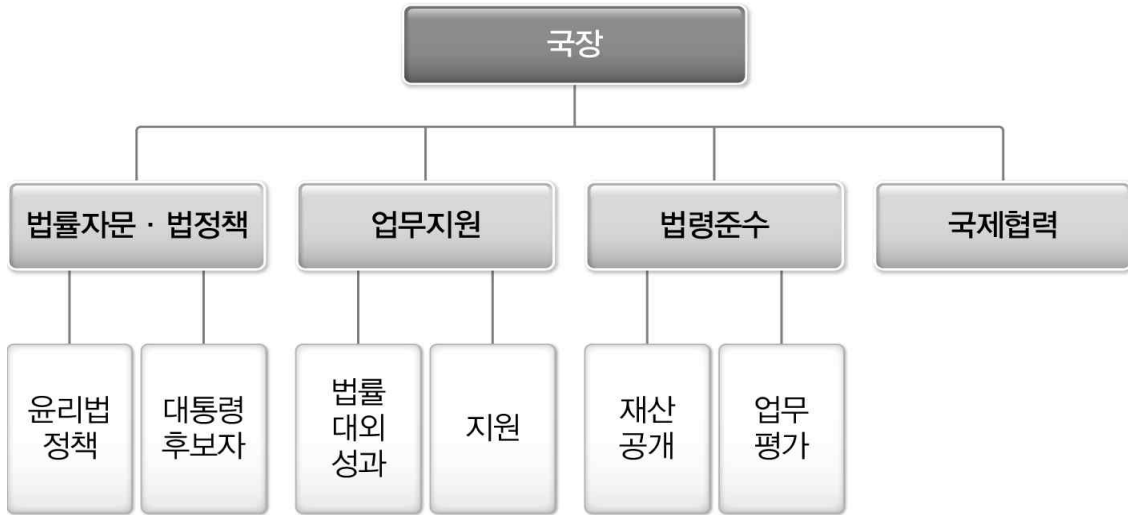 국장
법률자문 · 법정책
업무지원
법령준수
국제협력
윤리법
정책
대통령
후보자
법률
대외
성과
지원
재산
공개
업무
평가